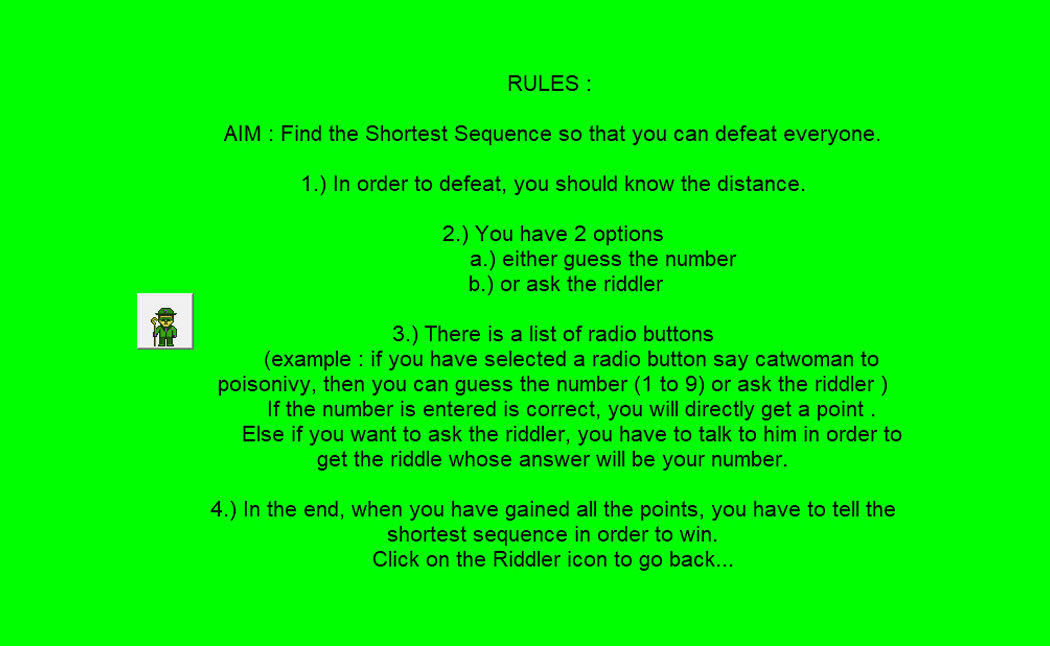 RULES :
AIM : Find the Shortest Sequence so that you can defeat everyone.
1.) In order to defeat, you should know the distance.
2.) You have 2 options
a.) either guess the number
b.) or ask the riddler
3.) There is a list of radio buttons
(example : if you have selected a radio button say catwoman to
poisonivy, then you can guess the number (1 to 9) or ask the riddler )
If the number is entered is correct, you will directly get a point .
Else if you want to ask the riddler, you have to talk to him in order to
get the riddle whose answer will be your number.
4.) In the end, when you have gained all the points, you have to tell the
shortest sequence in order to win.
Click on the Riddler icon to go back...